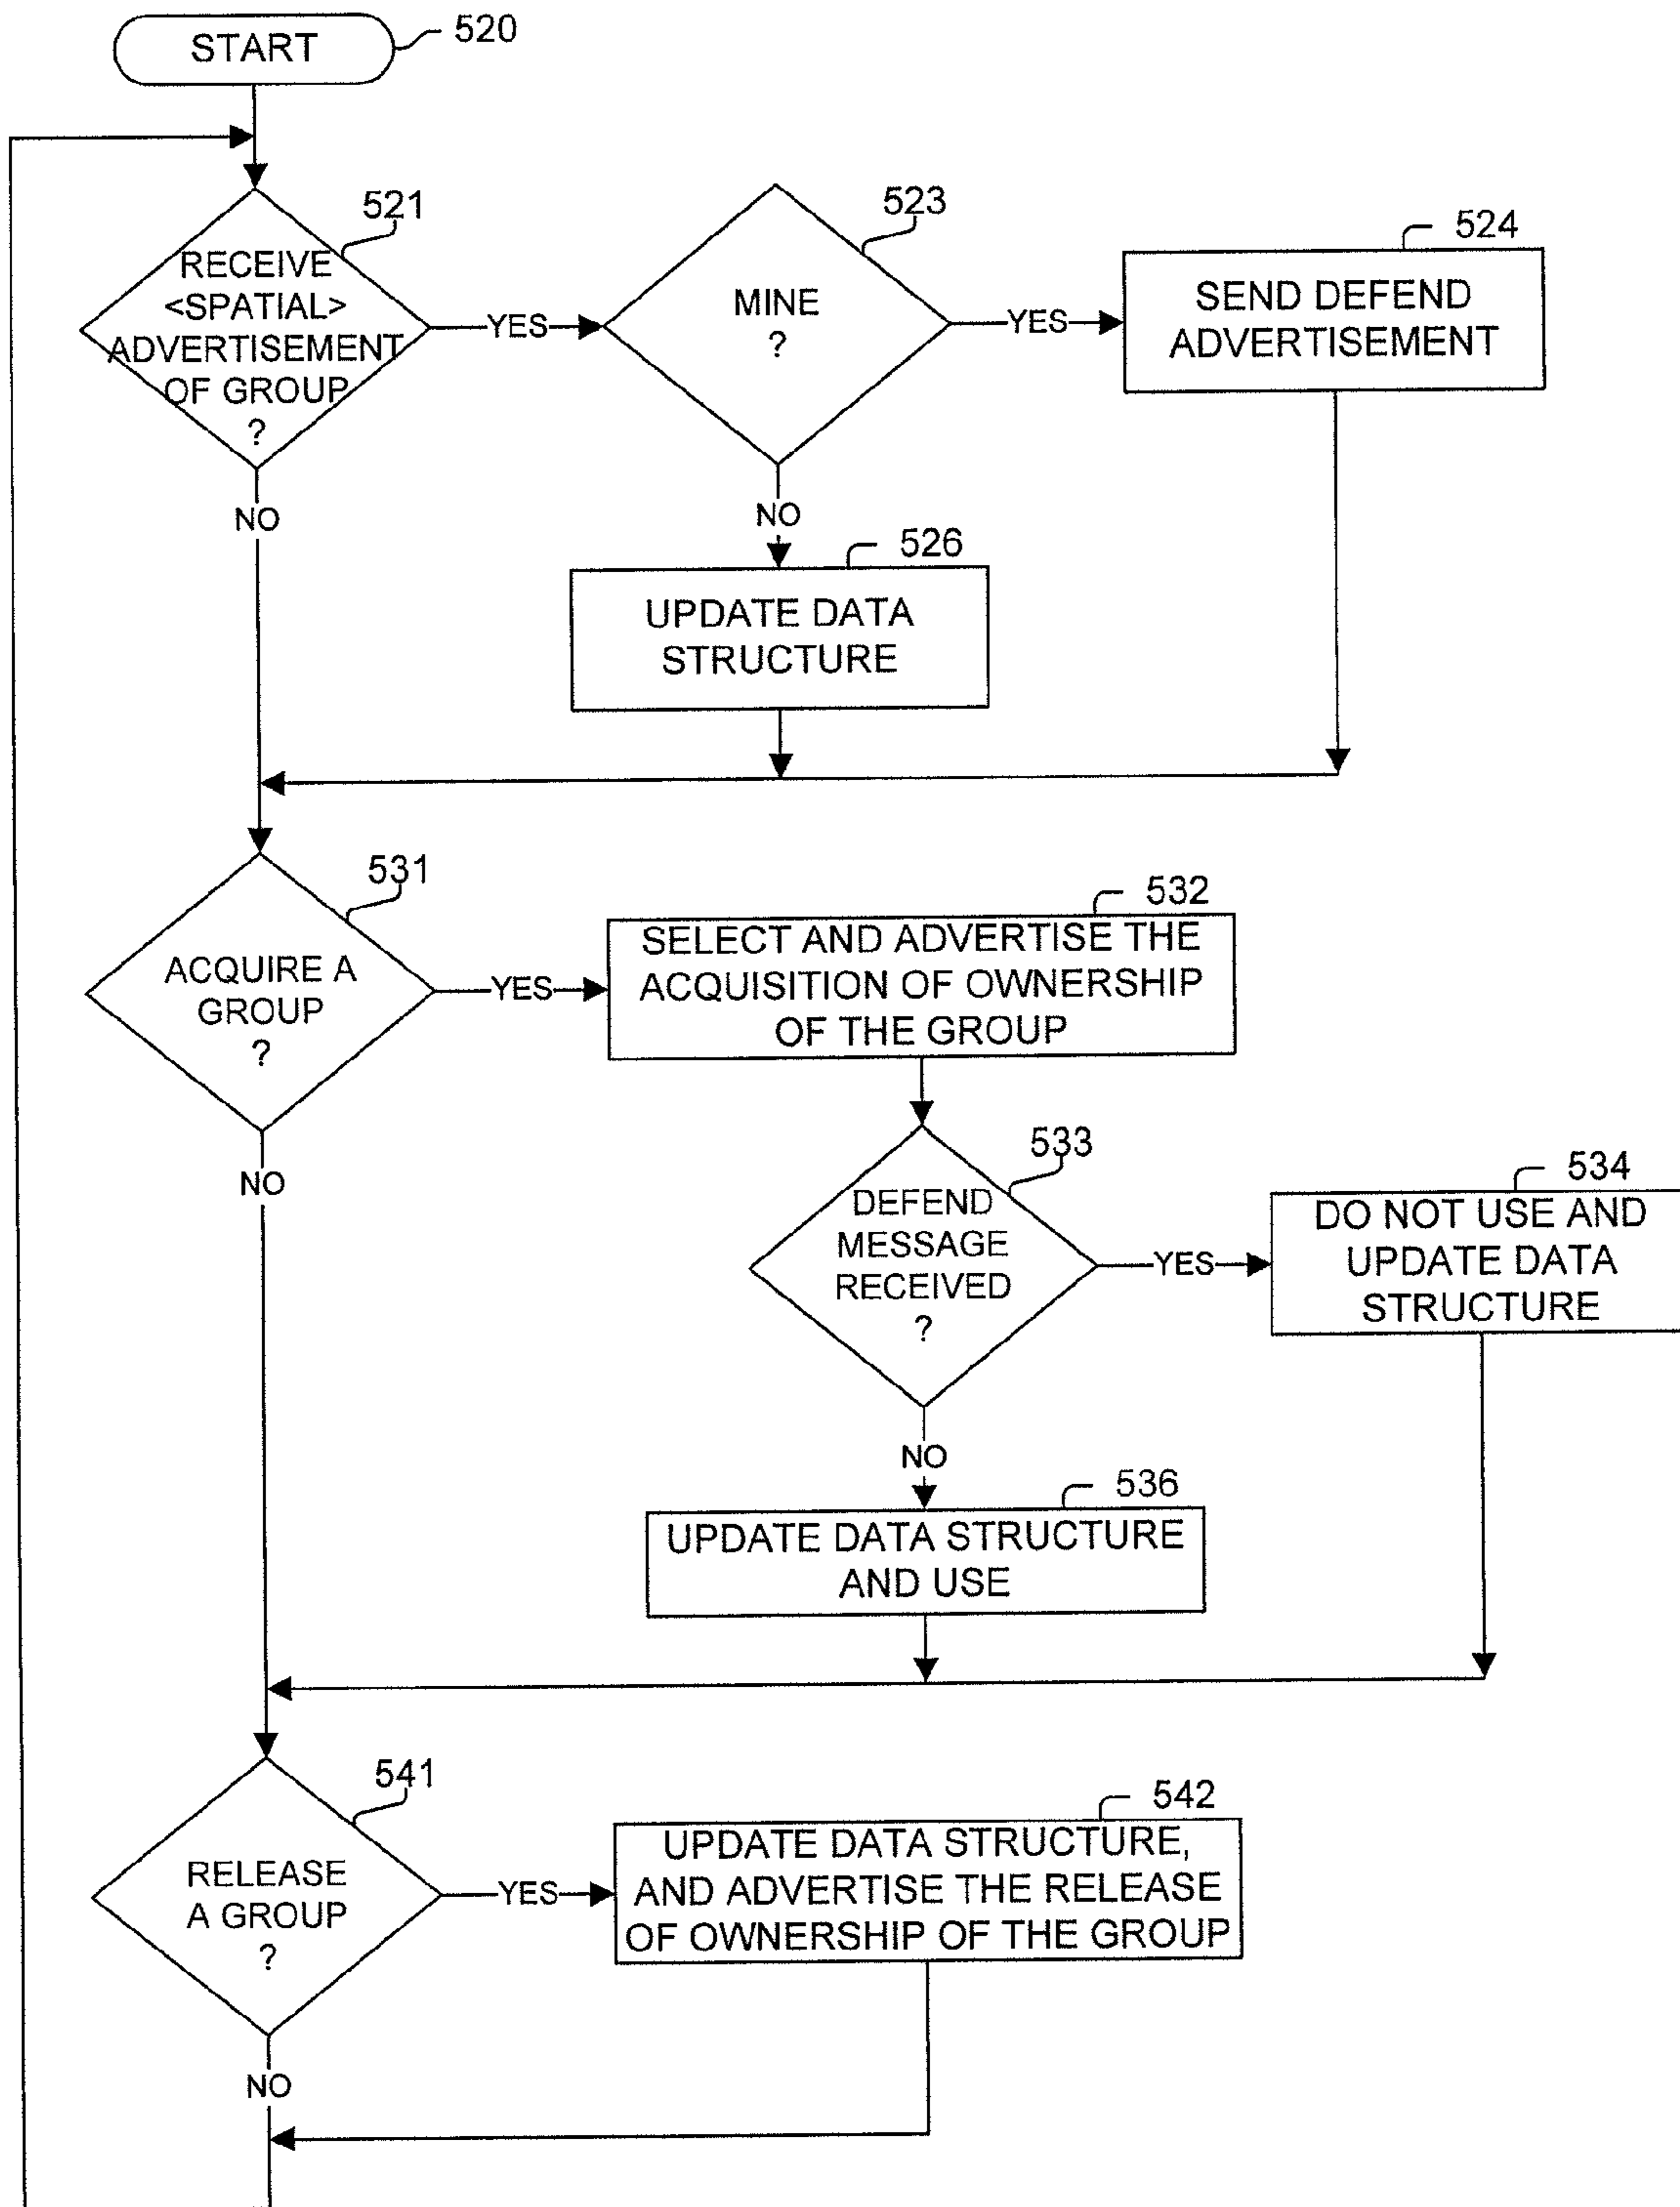 START
520
521
RECEIVE
<SPATIAL>
ADVERTISEMENT
OF GROUP
?
YES
NO
523
MINE
?
YES
NO
524
SEND DEFEND
ADVERTISEMENT
526
UPDATE DATA
STRUCTURE
531
ACQUIRE A
GROUP
?
YES
NO
532
SELECT AND ADVERTISE THE
ACQUISITION OF OWNERSHIP
OF THE GROUP
533
DEFEND
MESSAGE
RECEIVED
?
YES
NO
534
DO NOT USE AND
UPDATE DATA
STRUCTURE
536
UPDATE DATA STRUCTURE
AND USE
541
RELEASE
A GROUP
?
YES
NO
542
UPDATE DATA STRUCTURE,
AND ADVERTISE THE RELEASE
OF OWNERSHIP OF THE GROUP